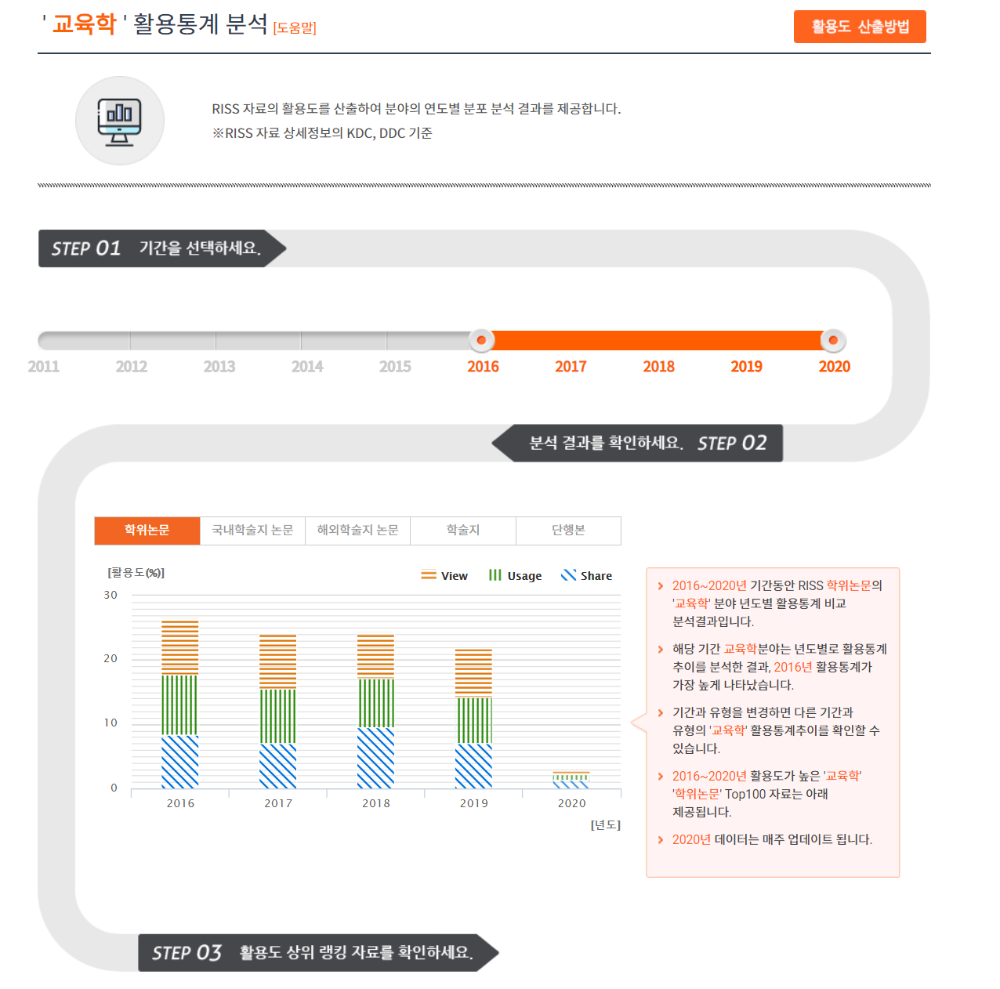 ' 교육학 ' 활용통계 분석 [도움말]
활용도 산출방법
RISS 자료의 활용도를 산출하여 분야의 연도별 분포 분석 결과를 제공합니다.
※RISS 자료 상세정보의 KDC, DDC 기준
STEP 01 기간을 선택하세요.
2011 2012 2013 2014 2015 2016 2017 2018 2019 2020
분석 결과를 확인하세요. STEP 02
학위논문 국내학술지 논문 해외학술지 논문 학술지 단행본
[활용도(%)]
View Usage Share
30
20
10
0
2016 2017 2018 2019 2020
[년도]
2016~2020년 기간동안 RISS 학위논문의
'교육학' 분야 년도별 활용통계 비교
분석결과입니다.
해당 기간 교육학분야는 년도별로 활용통계
추이를 분석한 결과, 2016년 활용통계가
가장 높게 나타났습니다.
기간과 유형을 변경하면 다른 기간과
유형의 '교육학' 활용통계추이를 확인할 수
있습니다.
2016~2020년 활용도가 높은 '교육학'
'학위논문' Top100 자료는 아래
제공됩니다.
2020년 데이터는 매주 업데이트 됩니다.
STEP 03 활용도 상위 랭킹 자료를 확인하세요.